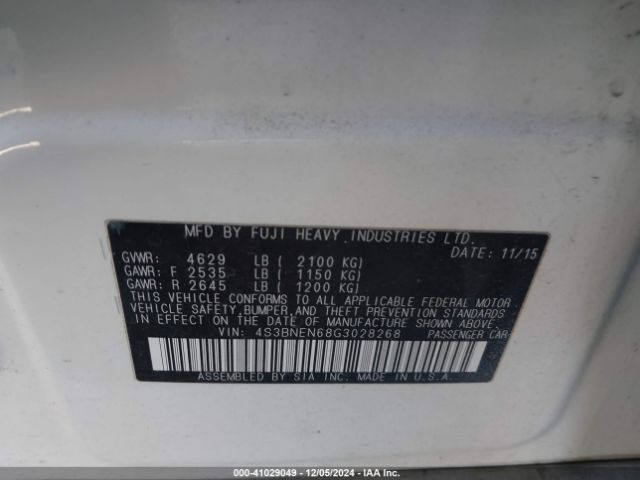 MFD BY FUJI HEAVY INDUSTRIES LTD.
GVWR: 4629 LB ( 2100 KG) DATE: 11/15
GAWR: F 2535 LB ( 1150 KG)
GAWR: R 2645 LB ( 1200 KG)
THIS VEHICLE CONFORMS TO ALL APPLICABLE FEDERAL MOTOR
VEHICLE SAFETY, BUMPER, AND THEFT PREVENTION STANDARDS
IN EFFECT ON THE DATE OF MANUFACTURE SHOWN ABOVE.
VIN: 4S3BNEN68G3028268 PASSENGER CAR
ASSEMBLED BY SIA INC. MADE IN U.S.A.
000-41029049 - 12/05/2024 - IAA Inc.